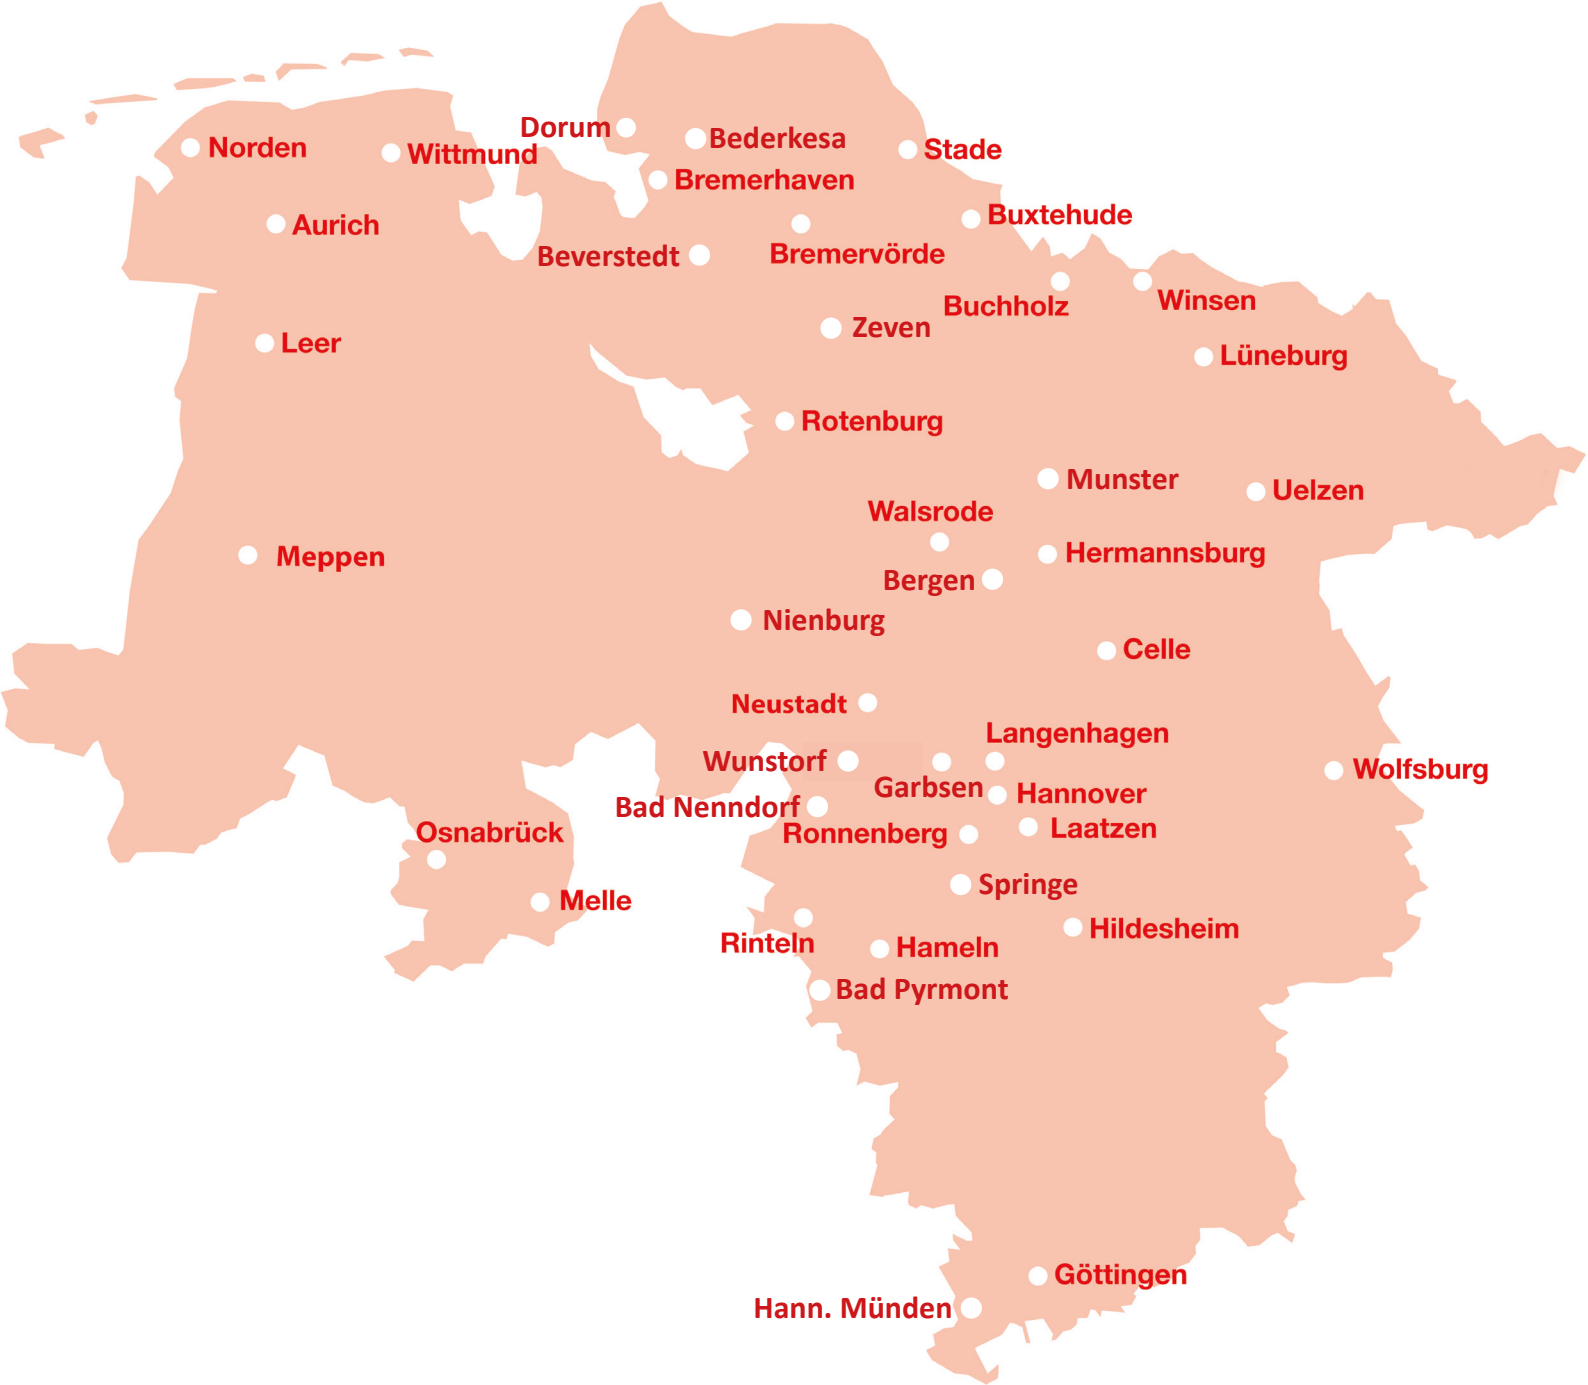 Dorum
Bederkesa
Norden
Wittmund
Stade
Bremerhaven
Buxtehude
Aurich
Beverstedt
Bremervörde
Buchholz
Winsen
Zeven
Leer
Lüneburg
Rotenburg
Munster
Uelzen
Walsrode
Meppen
Hermannsburg
Bergen
Nienburg
Celle
Neustadt
Langenhagen
Wunstorf
Wolfsburg
Garbsen
Hannover
Bad Nenndorf
Osnabrück
Ronnenberg
Laatzen
Springe
Melle
Hildesheim
Rinteln
Hameln
Bad Pyrmont
Göttingen
Hann. Münden